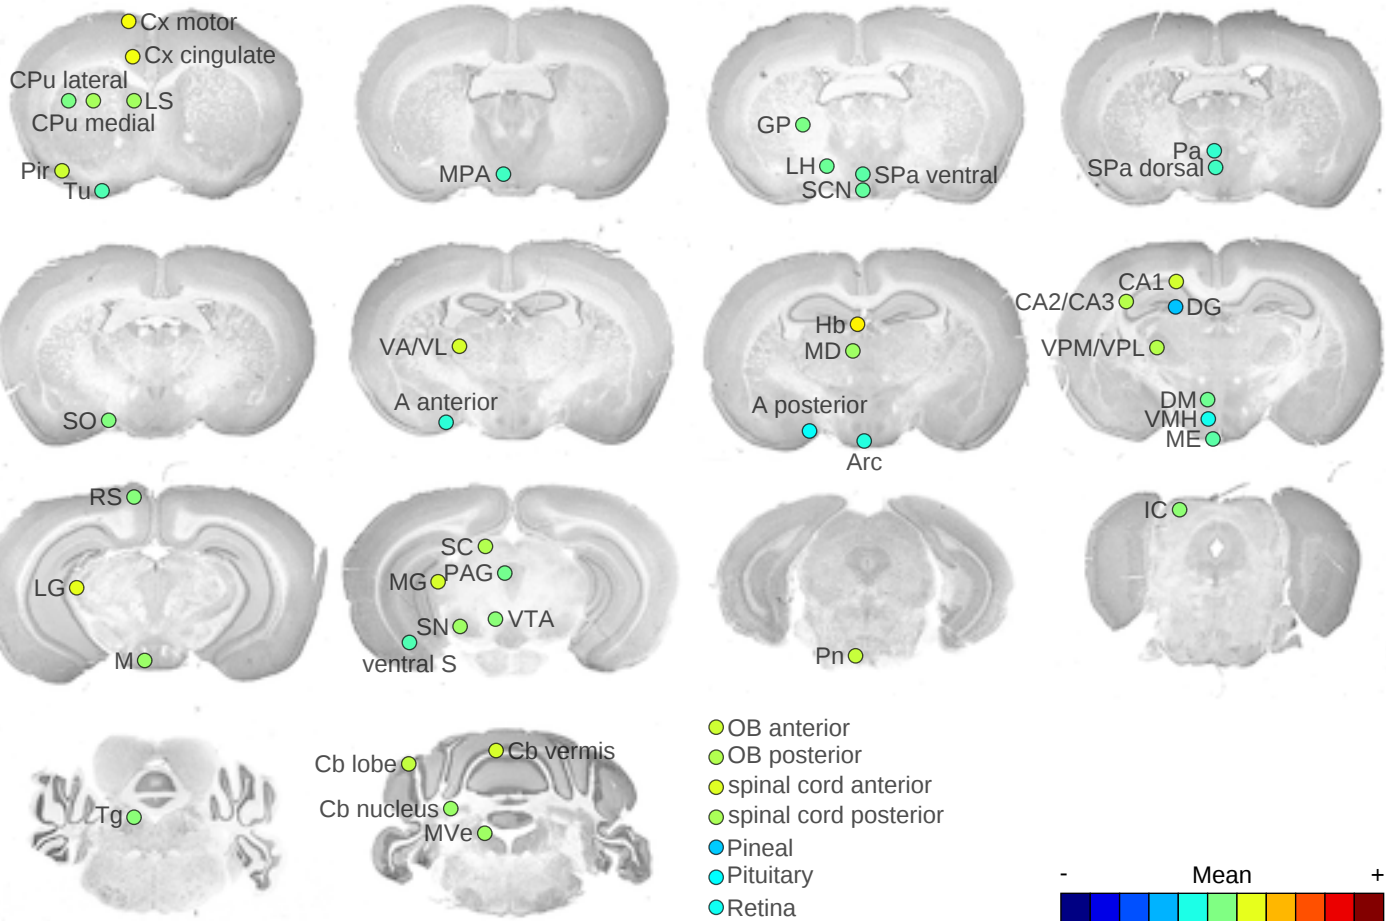 Cx motor
Cx cingulate
CPu lateral
LS
CPu medial
Pir
Tu
MPA
GP
LH
SPa ventral
SCN
Pa
SPa dorsal
SO
VA/VL
A anterior
Hb
MD
A posterior
Arc
CA1
CA2/CA3
DG
VPM/VPL
DM
VMH
ME
RS
LG
M
SC
PAG
MG
VTA
SN
ventral S
Pn
IC
Tg
Cb vermis
Cb lobe
Cb nucleus
MVe
OB anterior
OB posterior
spinal cord anterior
spinal cord posterior
Pineal
Pituitary
Retina
- Mean +